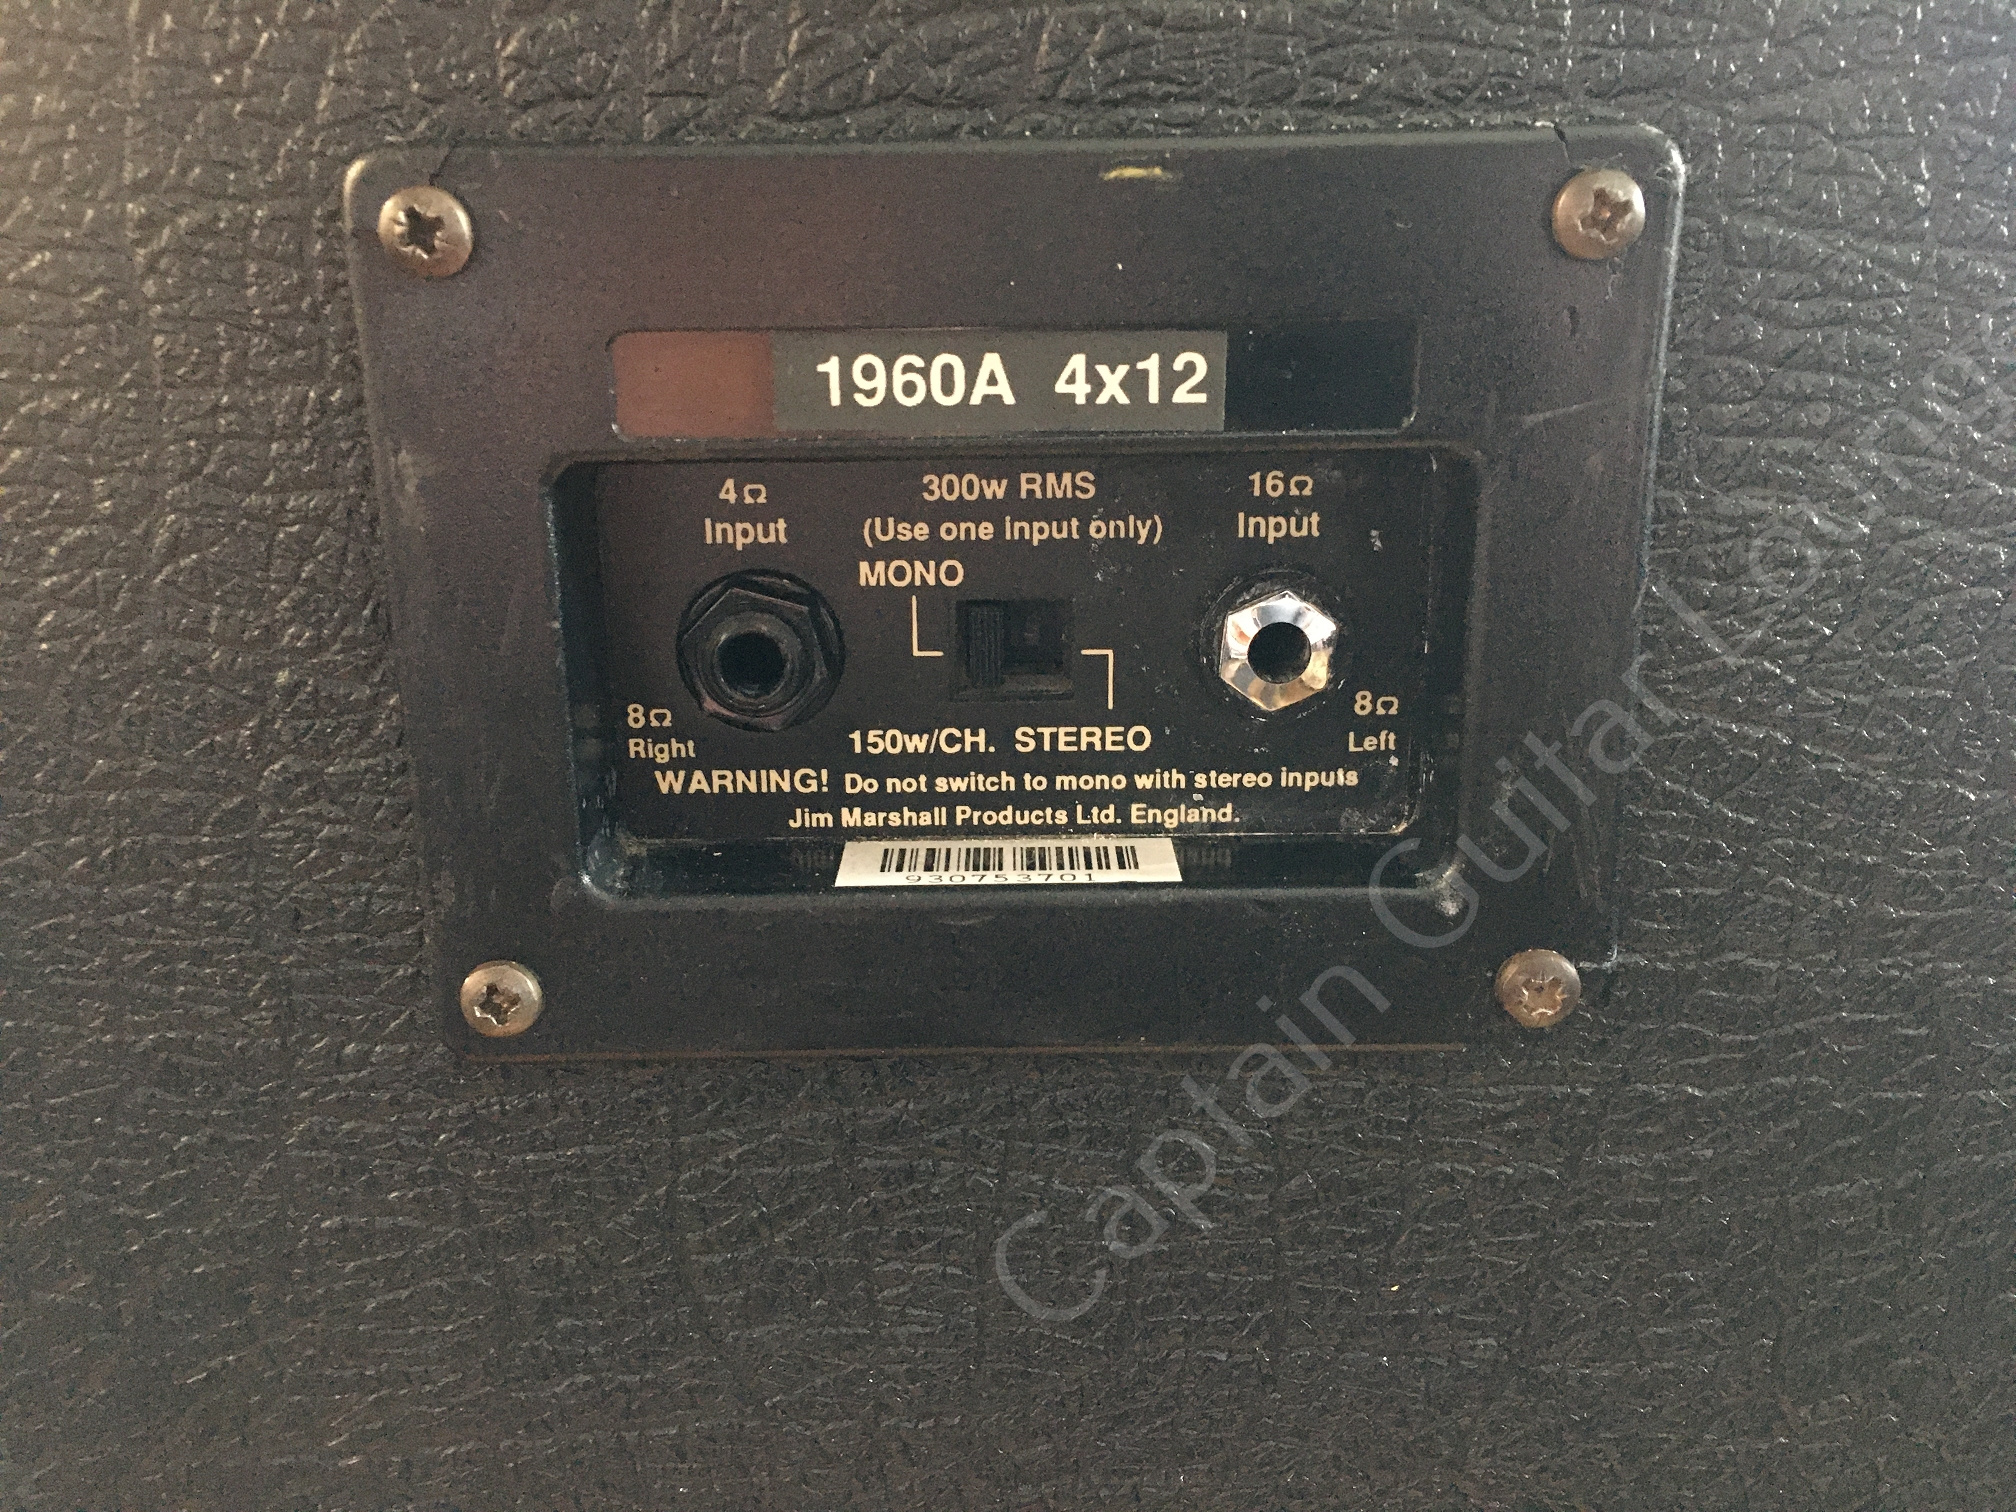 1960A 4x12
4Ω Input
300w RMS
(Use one input only)
16Ω Input
MONO
8Ω Right
150w/CH. STEREO
8Ω Left
WARNING! Do not switch to mono with stereo inputs
Jim Marshall Products Ltd. England.
930753701
Captain Guitar Lounge